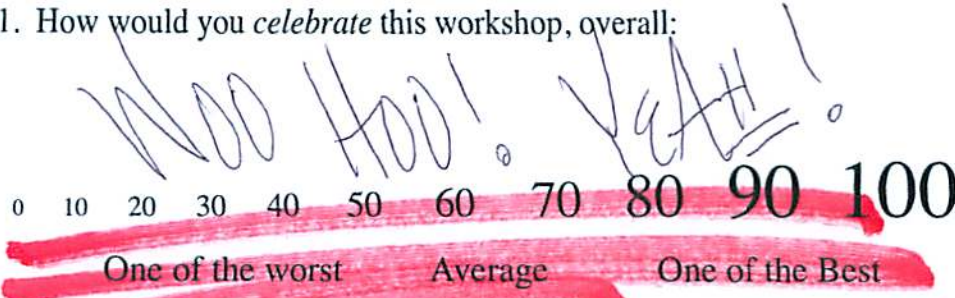 1. How would you celebrate this workshop, overall:
WOO HOO! YEAH!
0 10 20 30 40 50 60 70 80 90 100
One of the worst Average One of the Best